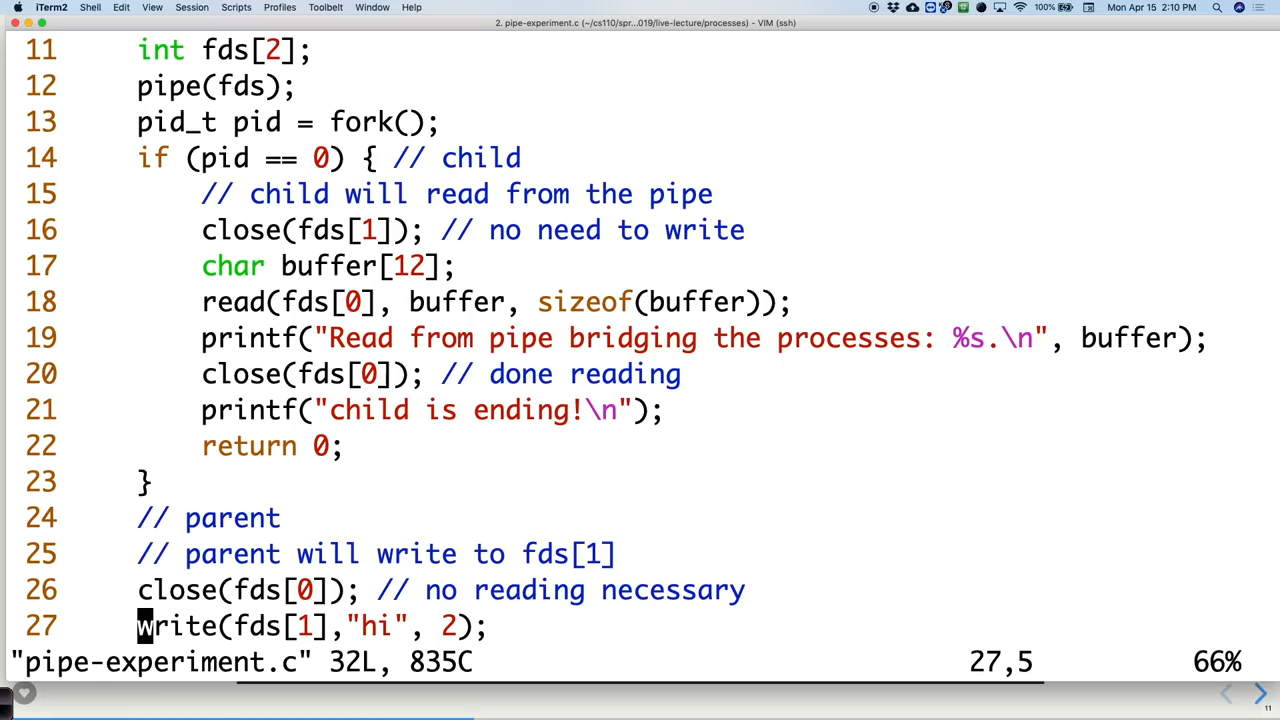 iTerm2 Shell Edit View Session Scripts Profiles Toolbelt Window Help 100% Mon Apr 15 2:10 PM
2. pipe-experiment.c (~/cs110/spr...019/live-lecture/processes) - VIM (ssh)
11 int fds[2];
12 pipe(fds);
13 pid_t pid = fork();
14 if (pid == 0) { // child
15 // child will read from the pipe
16 close(fds[1]); // no need to write
17 char buffer[12];
18 read(fds[0], buffer, sizeof(buffer));
19 printf("Read from pipe bridging the processes: %s.\n", buffer);
20 close(fds[0]); // done reading
21 printf("child is ending!\n");
22 return 0;
23 }
24 // parent
25 // parent will write to fds[1]
26 close(fds[0]); // no reading necessary
27 write(fds[1],"hi", 2);
"pipe-experiment.c" 32L, 835C 27,5 66%
11